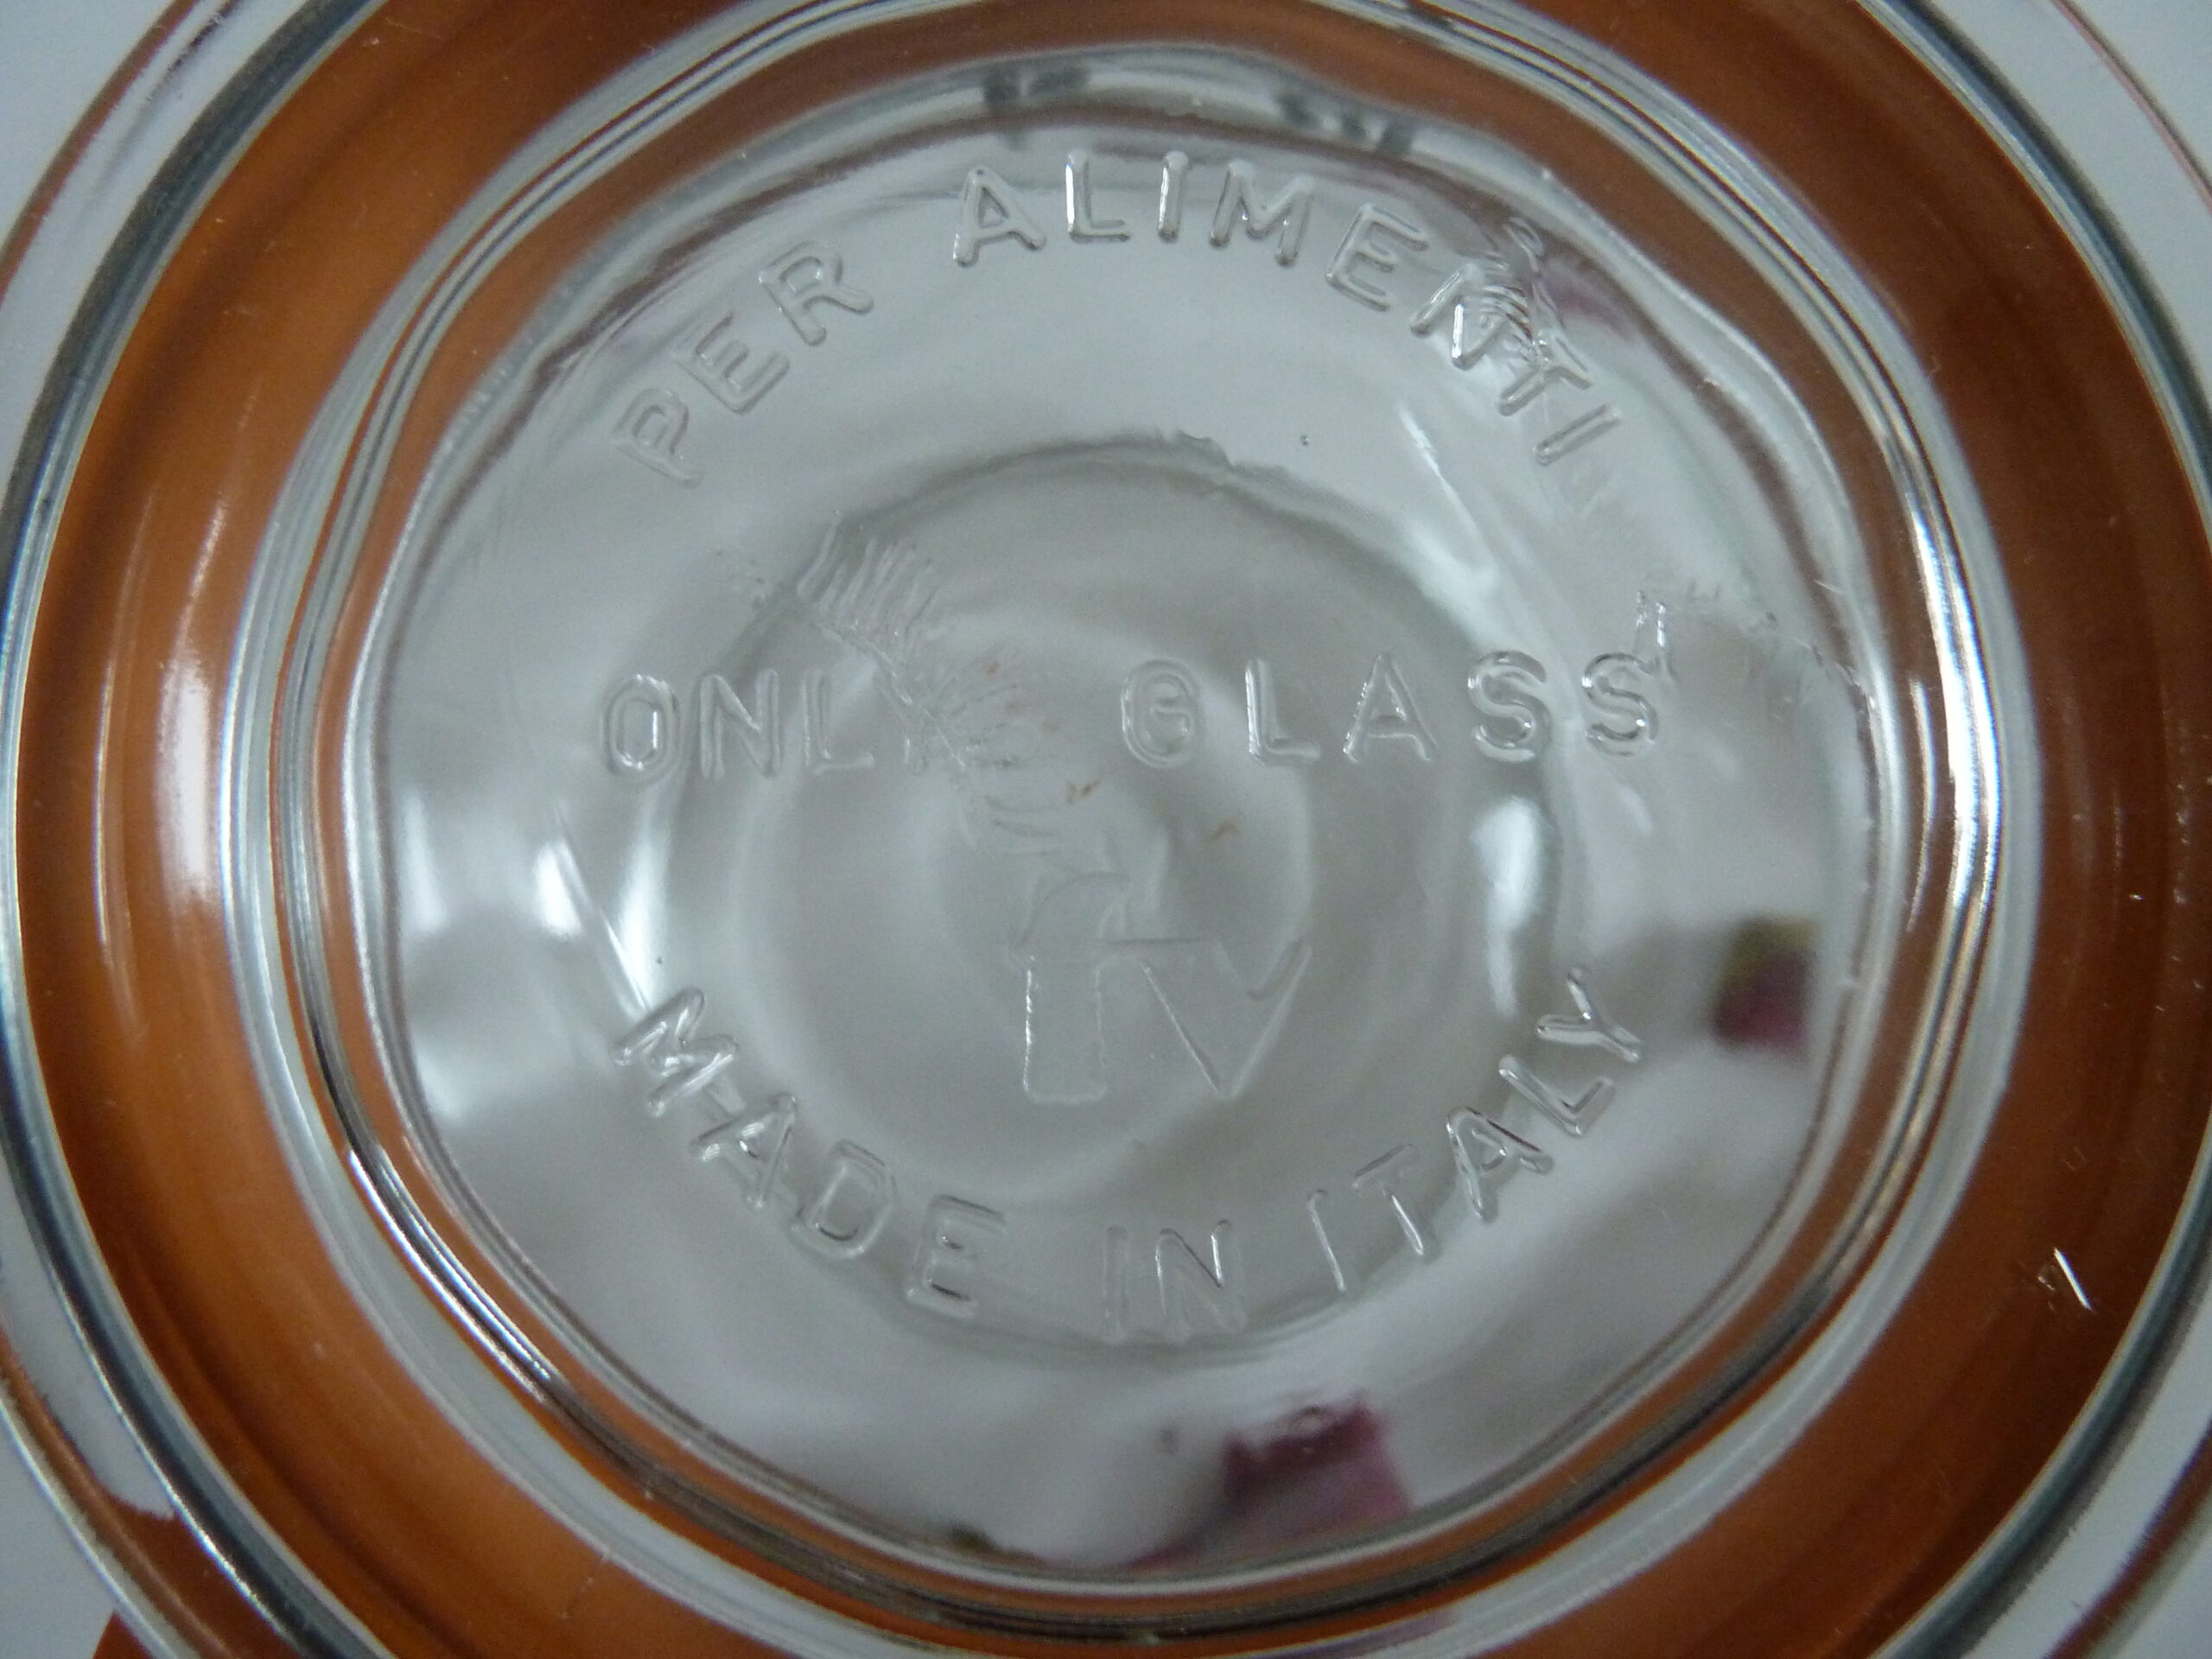 PER ALIMENTI
ONLY GLASS
MADE IN ITALY